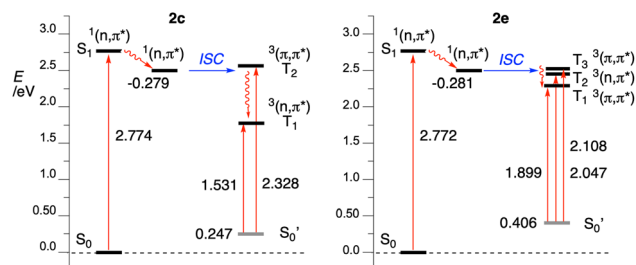 2c
E
/eV
3.0
2.5
2.0
1.5
1.0
0.50
0.0
S₁
¹(n,π*)
¹(n,π*)
-0.279
ISC
³(π,π*)
T₂
³(n,π*)
T₁
2.774
1.531
2.328
0.247
S₀'
S₀
2e
3.0
2.5
2.0
1.5
1.0
0.50
0.0
S₁
¹(n,π*)
¹(n,π*)
-0.281
ISC
T₃ ³(π,π*)
T₂ ³(n,π*)
T₁ ³(π,π*)
2.772
2.108
1.899
2.047
0.406
S₀'
S₀